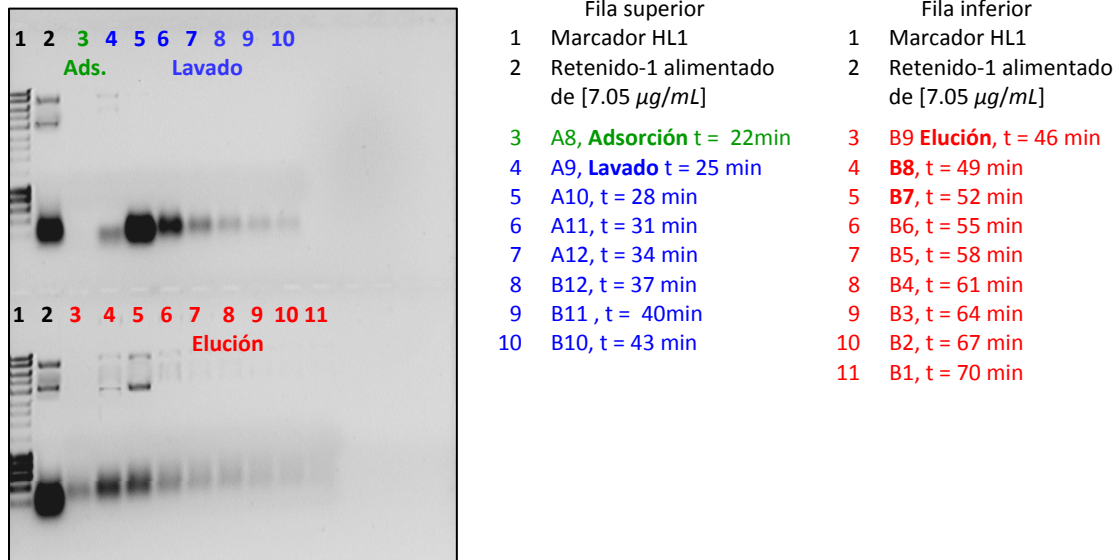 1 2 3 4 5 6 7 8 9 10
Ads. Lavado
1 2 3 4 5 6 7 8 9 10 11
Elución
Fila superior
1 Marcador HL1
2 Retenido-1 alimentado
de [7.05 µg/mL]
3 A8, Adsorción t = 22min
4 A9, Lavado t = 25 min
5 A10, t = 28 min
6 A11, t = 31 min
7 A12, t = 34 min
8 B12, t = 37 min
9 B11 , t = 40min
10 B10, t = 43 min
Fila inferior
1 Marcador HL1
2 Retenido-1 alimentado
de [7.05 µg/mL]
3 B9 Elución, t = 46 min
4 B8, t = 49 min
5 B7, t = 52 min
6 B6, t = 55 min
7 B5, t = 58 min
8 B4, t = 61 min
9 B3, t = 64 min
10 B2, t = 67 min
11 B1, t = 70 min